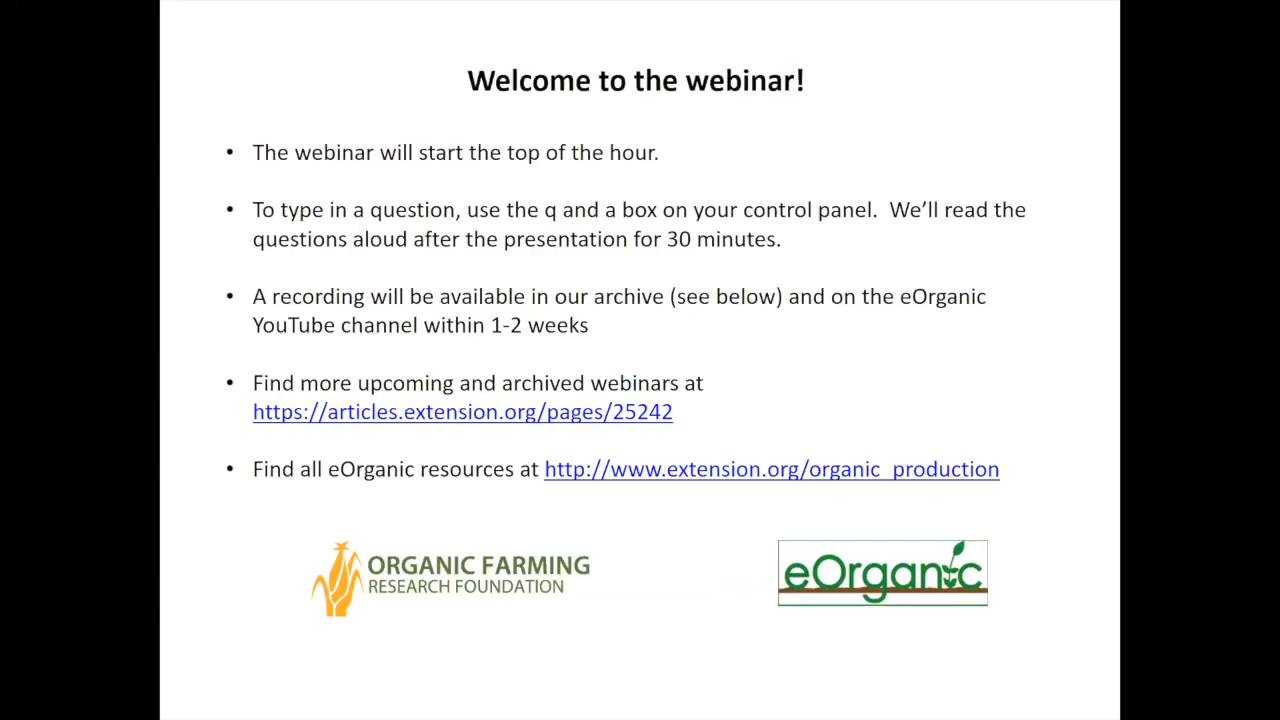 Welcome to the webinar!
• The webinar will start the top of the hour.
• To type in a question, use the q and a box on your control panel.  We’ll read the
questions aloud after the presentation for 30 minutes.
• A recording will be available in our archive (see below) and on the eOrganic
YouTube channel within 1-2 weeks
• Find more upcoming and archived webinars at
https://articles.extension.org/pages/25242
• Find all eOrganic resources at http://www.extension.org/organic_production
ORGANIC FARMING
RESEARCH FOUNDATION
eOrganic